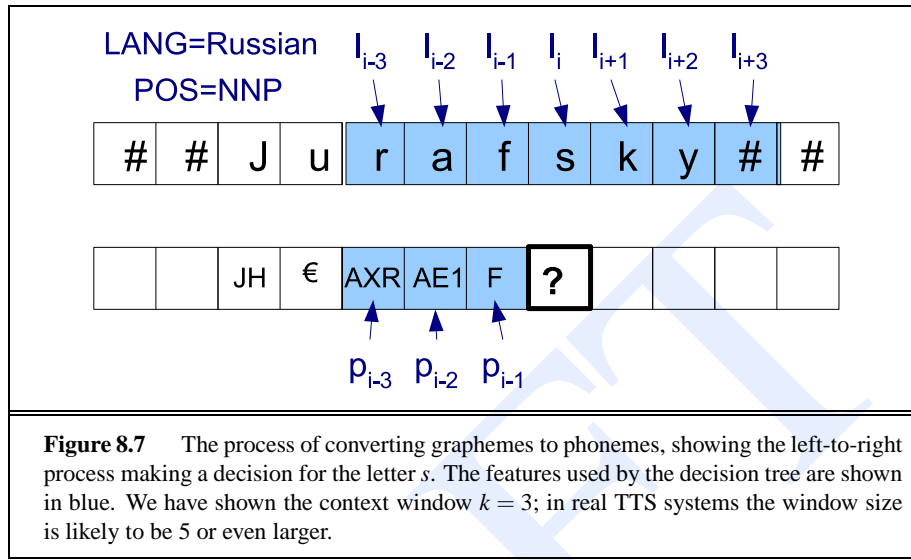 LANG=Russian l_{i-3} l_{i-2} l_{i-1} l_i l_{i+1} l_{i+2} l_{i+3}
POS=NNP
# # J u r a f s k y # #
JH € AXR AE1 F ?
p_{i-3} p_{i-2} p_{i-1}
Figure 8.7 The process of converting graphemes to phonemes, showing the left-to-right
process making a decision for the letter s. The features used by the decision tree are shown
in blue. We have shown the context window k = 3; in real TTS systems the window size
is likely to be 5 or even larger.